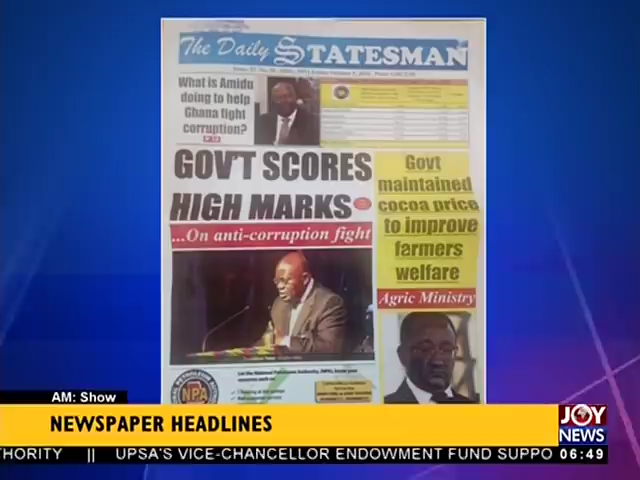 The Daily STATESMAN
What is Amidu
doing to help
Ghana fight
corruption?
GOV'T SCORES
HIGH MARKS
...On anti-corruption fight
Govt
maintained
cocoa price
to improve
farmers
welfare
Agric Ministry
NPA
AM: Show
NEWSPAPER HEADLINES
JOY
NEWS
THORITY || UPSA'S VICE-CHANCELLOR ENDOWMENT FUND SUPPO
06:49